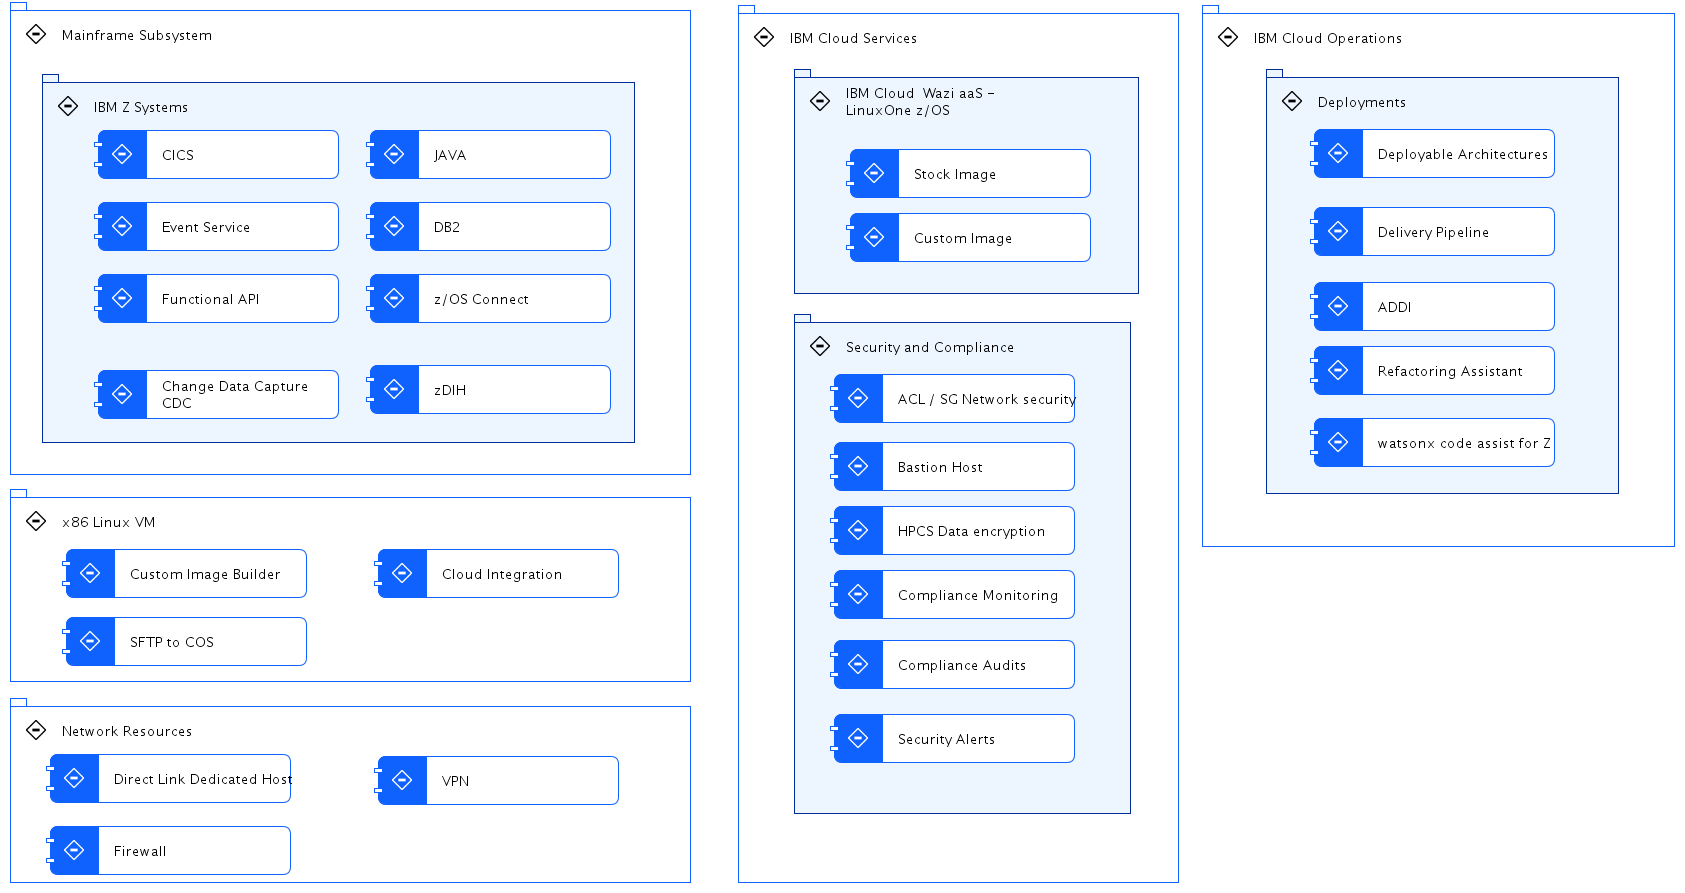 Mainframe Subsystem
IBM Z Systems
CICS
JAVA
Event Service
DB2
Functional API
z/OS Connect
Change Data Capture
CDC
zDIH
x86 Linux VM
Custom Image Builder
Cloud Integration
SFTP to COS
Network Resources
Direct Link Dedicated Host
VPN
Firewall
IBM Cloud Services
IBM Cloud  Wazi aaS –
LinuxOne z/OS
Stock Image
Custom Image
Security and Compliance
ACL / SG Network security
Bastion Host
HPCS Data encryption
Compliance Monitoring
Compliance Audits
Security Alerts
IBM Cloud Operations
Deployments
Deployable Architectures
Delivery Pipeline
ADDI
Refactoring Assistant
watsonx code assist for Z